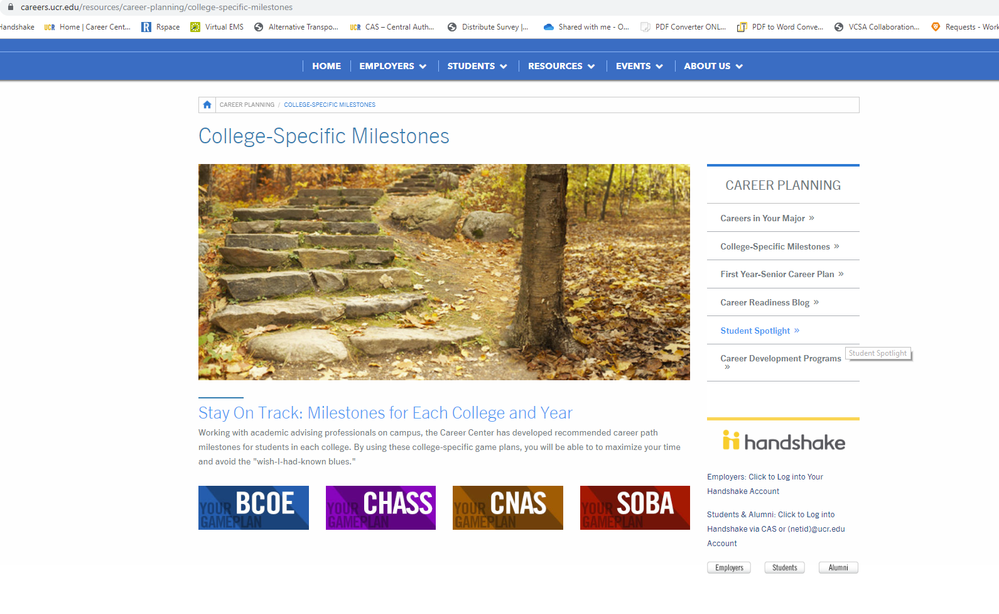 careers.ucr.edu/resources/career-planning/college-specific-milestones
Handshake UCR Home | Career Cent... R Rspace Virtual EMS Alternative Transpo... UCR CAS – Central Auth... Distribute Survey |... Shared with me - O... PDF Converter ONL... PDF to Word Conve... VCSA Collaboration... Requests - Work
HOME EMPLOYERS STUDENTS RESOURCES EVENTS ABOUT US
CAREER PLANNING / COLLEGE-SPECIFIC MILESTONES
College-Specific Milestones
CAREER PLANNING
Careers in Your Major »
College-Specific Milestones »
First Year-Senior Career Plan »
Career Readiness Blog »
Student Spotlight »
Student Spotlight
Career Development Programs
»
Stay On Track: Milestones for Each College and Year
Working with academic advising professionals on campus, the Career Center has developed recommended career path
milestones for students in each college. By using these college-specific game plans, you will be able to to maximize your time
and avoid the "wish-I-had-known blues."
YOUR BCOE
GAMEPLAN
YOUR CHASS
GAMEPLAN
YOUR CNAS
GAMEPLAN
YOUR SOBA
GAMEPLAN
handshake
Employers: Click to Log into Your
Handshake Account
Students & Alumni: Click to Log into
Handshake via CAS or (netid)@ucr.edu
Account
Employers Students Alumni